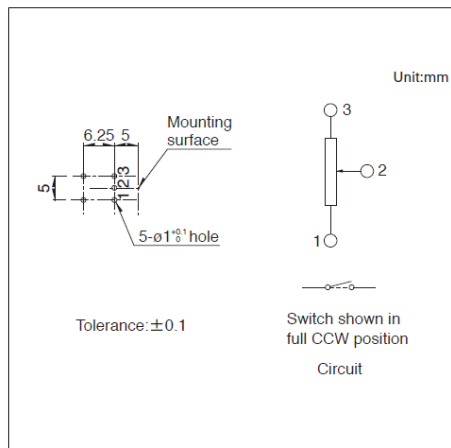 Unit:mm
3
6.25 5
Mounting
surface
5
1 2 3
2
5-ø1 +0.1 0 hole
1
Tolerance:±0.1
Switch shown in
full CCW position
Circuit